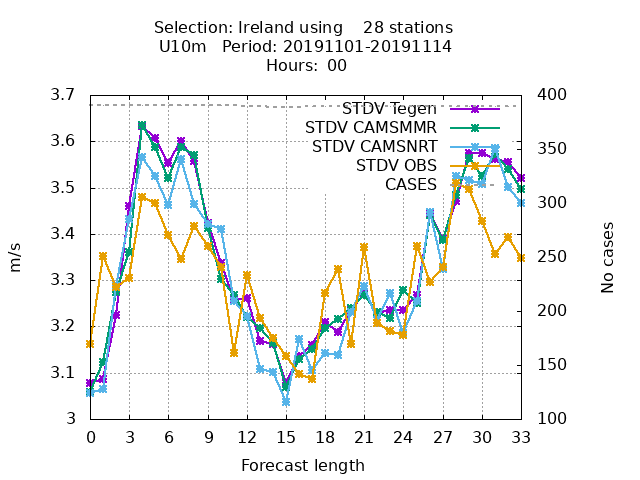 Selection: Ireland using    28 stations
U10m   Period: 20191101-20191114
Hours:  00
3.7
3.6
3.5
3.4
3.3
3.2
3.1
3
m/s
STDV Tegen
STDV CAMSMMR
STDV CAMSNRT
STDV OBS
CASES
400
350
300
250
200
150
100
No cases
0 3 6 9 12 15 18 21 24 27 30 33
Forecast length